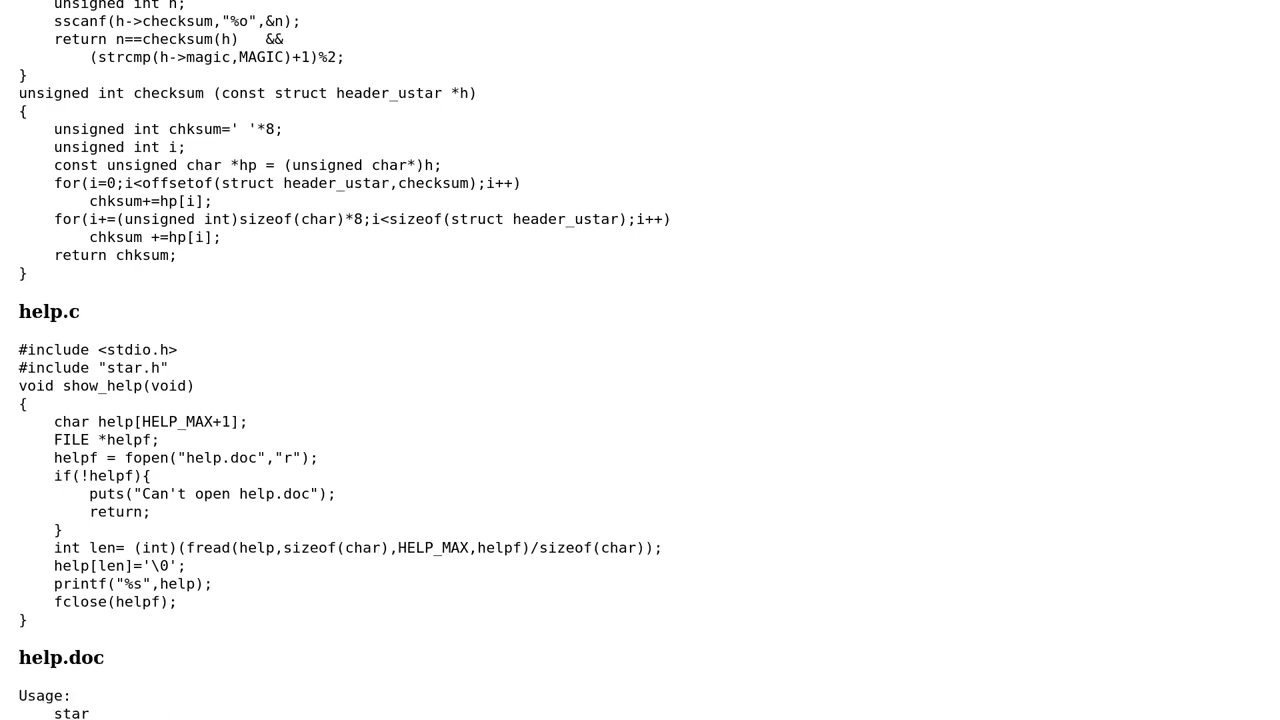 unsigned int n;
    sscanf(h->checksum,"%o",&n);
    return n==checksum(h)   &&
        (strcmp(h->magic,MAGIC)+1)%2;
}
unsigned int checksum (const struct header_ustar *h)
{
    unsigned int chksum=' '*8;
    unsigned int i;
    const unsigned char *hp = (unsigned char*)h;
    for(i=0;i<offsetof(struct header_ustar,checksum);i++)
        chksum+=hp[i];
    for(i+=(unsigned int)sizeof(char)*8;i<sizeof(struct header_ustar);i++)
        chksum +=hp[i];
    return chksum;
}
help.c
#include <stdio.h>
#include "star.h"
void show_help(void)
{
    char help[HELP_MAX+1];
    FILE *helpf;
    helpf = fopen("help.doc","r");
    if(!helpf){
        puts("Can't open help.doc");
        return;
    }
    int len= (int)(fread(help,sizeof(char),HELP_MAX,helpf)/sizeof(char));
    help[len]='\0';
    printf("%s",help);
    fclose(helpf);
}
help.doc
Usage:
    star